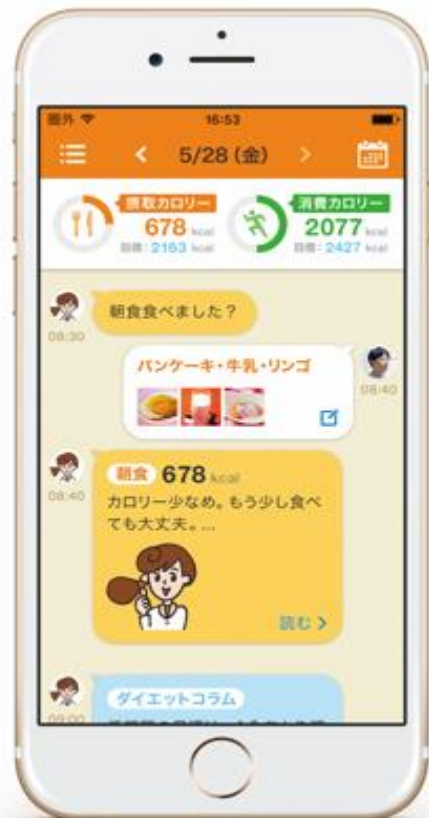 圏外 16:53
5/28 (金)
摂取カロリー
678 kcal
目標：2163 kcal
消費カロリー
2077 kcal
目標：2427 kcal
朝食食べました？
08:30
パンケーキ・牛乳・リンゴ
08:40
朝食 678 kcal
08:40
カロリー少なめ。もう少し食べ
ても大丈夫。...
読む
ダイエットコラム
09:00